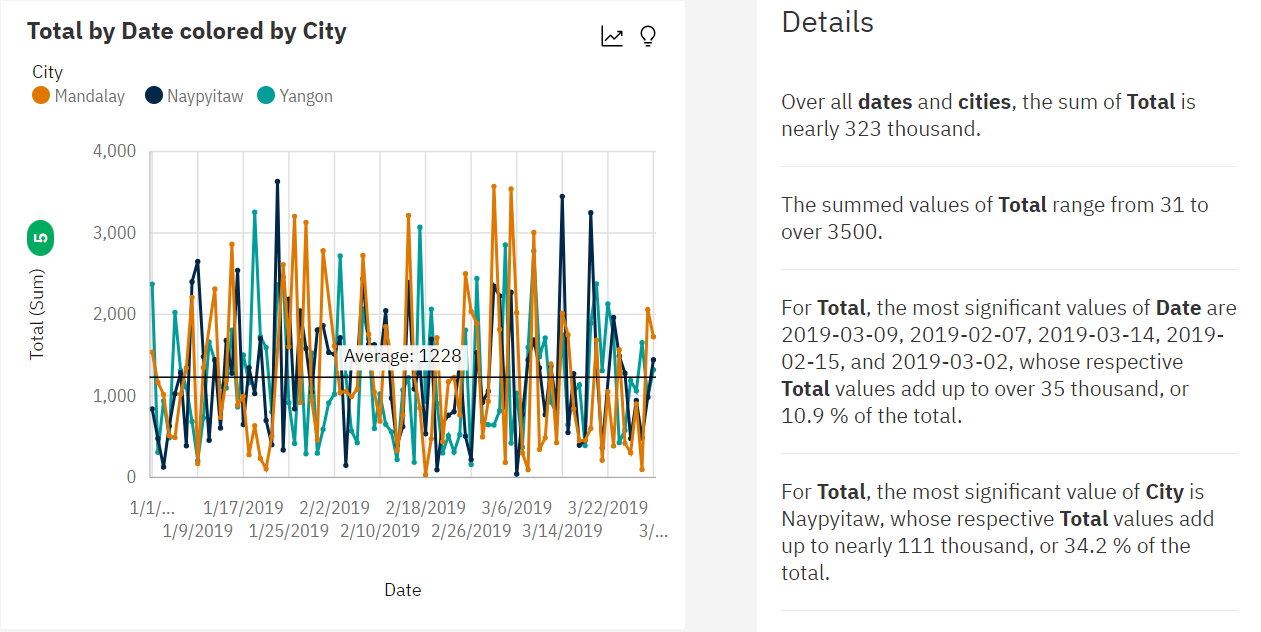 Total by Date colored by City
City
Mandalay Naypyitaw Yangon
4,000
3,000
2,000
1,000
0
5
Total (Sum)
Average: 1228
1/1/... 1/17/2019 2/2/2019 2/18/2019 3/6/2019 3/22/2019
1/9/2019 1/25/2019 2/10/2019 2/26/2019 3/14/2019 3/...
Date
Details
Over all dates and cities, the sum of Total is
nearly 323 thousand.
The summed values of Total range from 31 to
over 3500.
For Total, the most significant values of Date are
2019-03-09, 2019-02-07, 2019-03-14, 2019-
02-15, and 2019-03-02, whose respective
Total values add up to over 35 thousand, or
10.9 % of the total.
For Total, the most significant value of City is
Naypyitaw, whose respective Total values add
up to nearly 111 thousand, or 34.2 % of the
total.